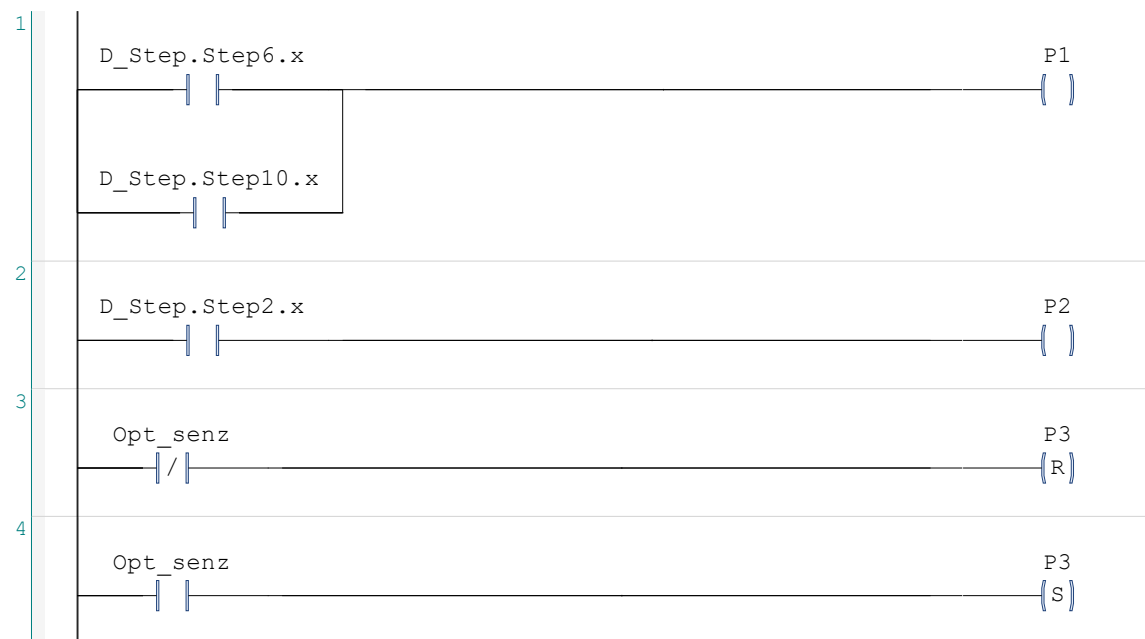 1
D_Step.Step6.x P1
D_Step.Step10.x
2
D_Step.Step2.x P2
3
Opt_senz P3
/ R
4
Opt_senz P3
S